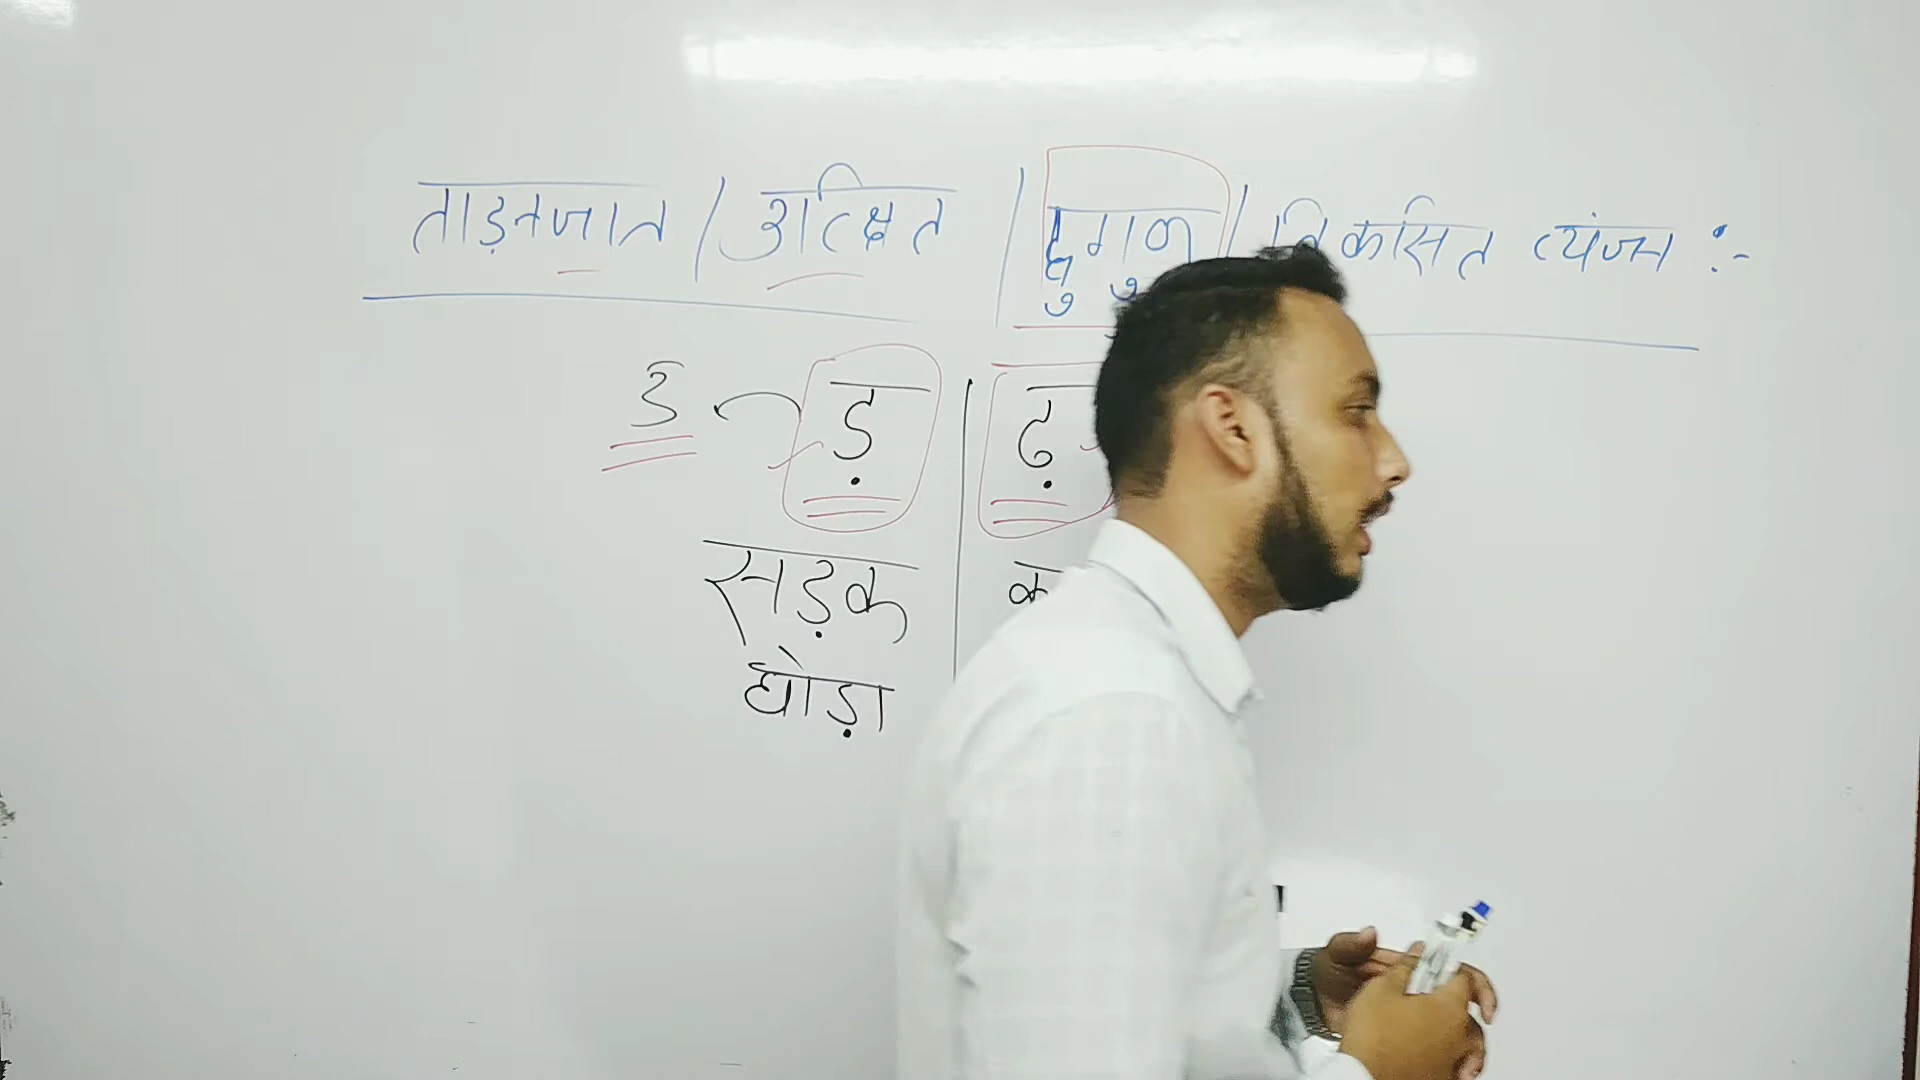 ताड़नजात / उत्क्षिप्त / द्विगुण / विकसित व्यंजन :-
ड ड़ | ढ़
सड़क
घोड़ा